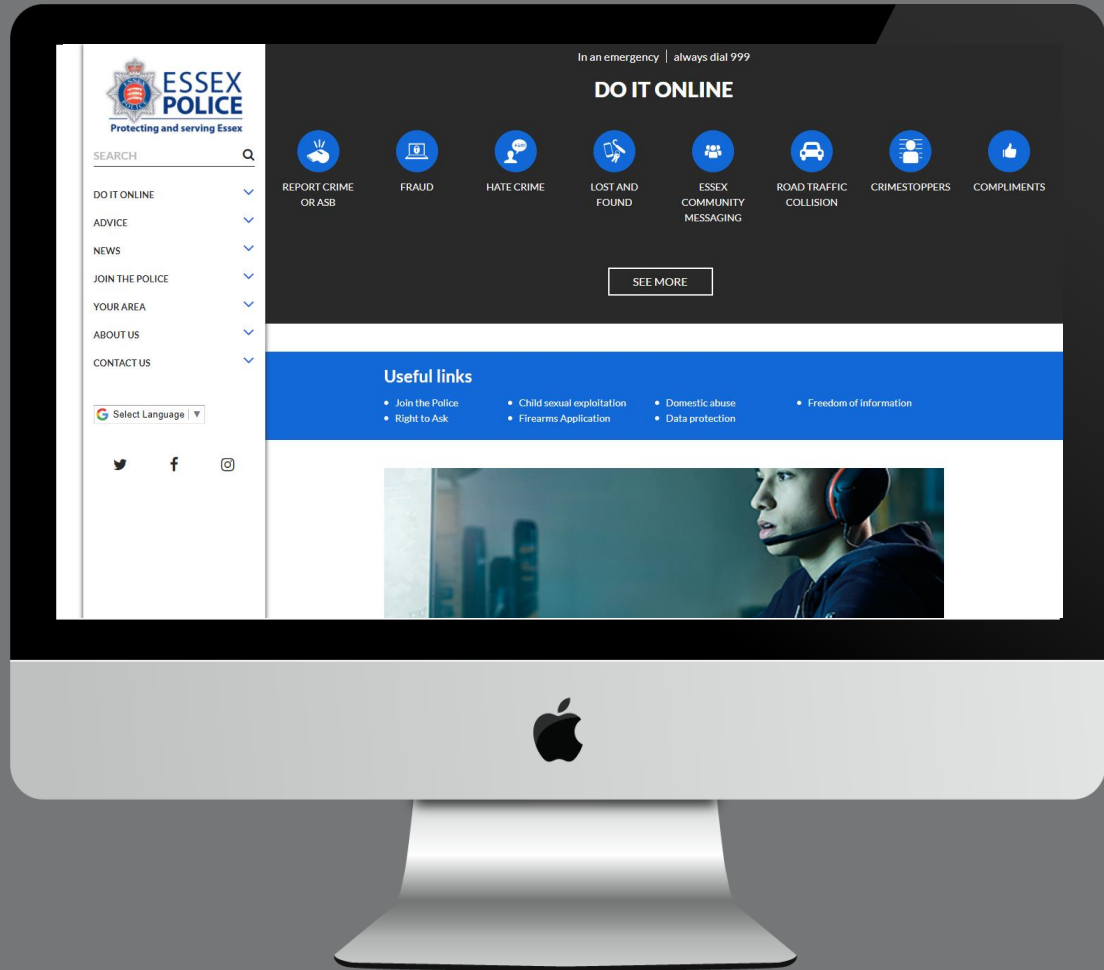 ESSEX
POLICE
Protecting and serving Essex
SEARCH
DO IT ONLINE
ADVICE
NEWS
JOIN THE POLICE
YOUR AREA
ABOUT US
CONTACT US
Select Language ▼
In an emergency | always dial 999
DO IT ONLINE
REPORT CRIME
OR ASB
FRAUD
HATE CRIME
LOST AND
FOUND
ESSEX
COMMUNITY
MESSAGING
ROAD TRAFFIC
COLLISION
CRIMESTOPPERS
COMPLIMENTS
SEE MORE
Useful links
• Join the Police
• Right to Ask
• Child sexual exploitation
• Firearms Application
• Domestic abuse
• Data protection
• Freedom of information